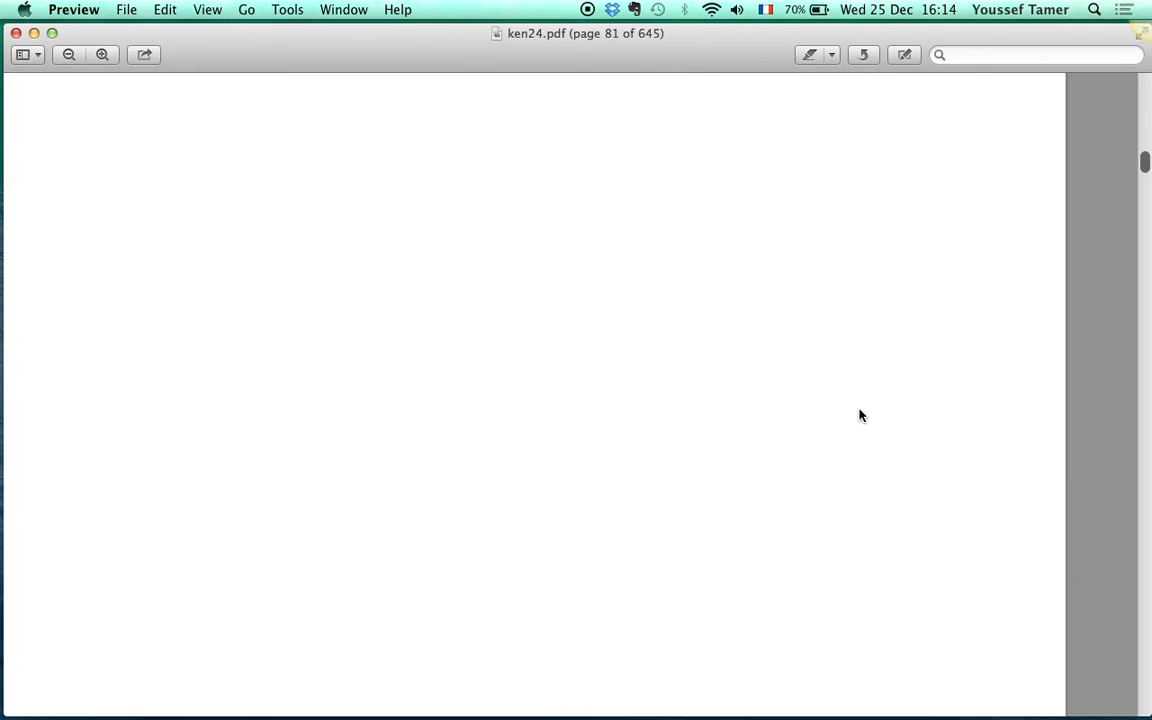 Preview File Edit View Go Tools Window Help 70% Wed 25 Dec 16:14 Youssef Tamer
ken24.pdf (page 81 of 645)